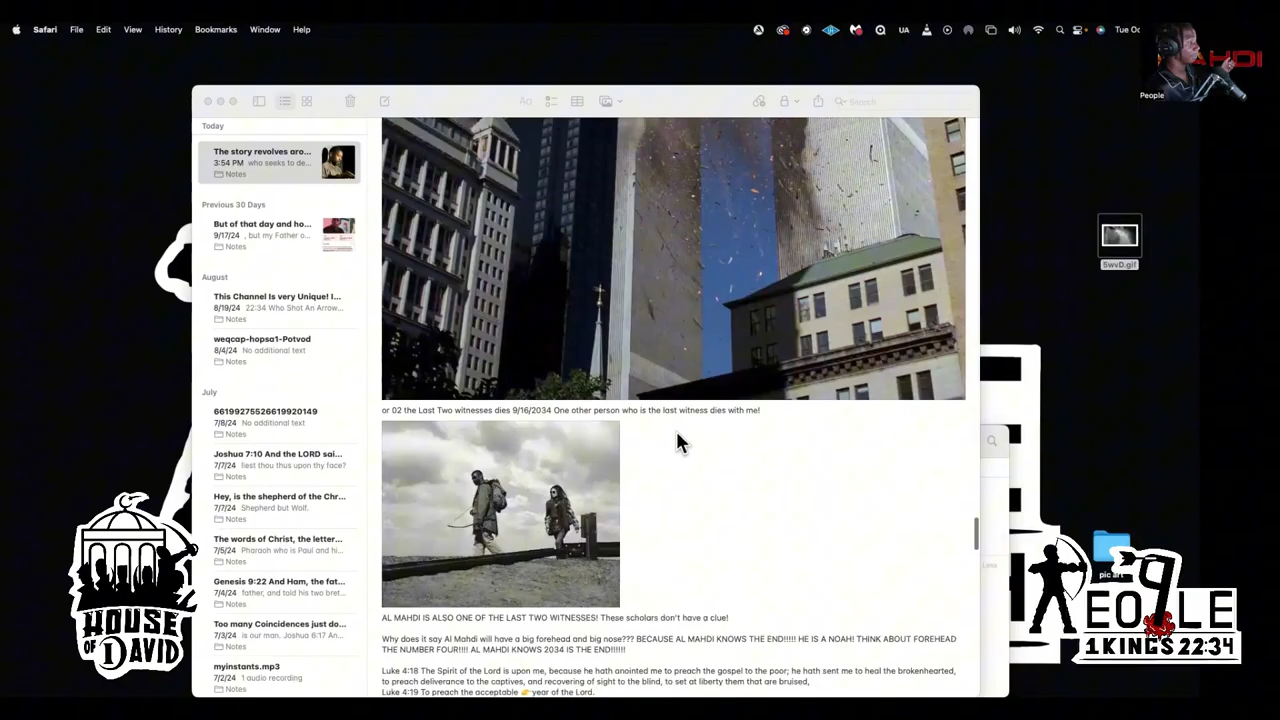 Safari File Edit View History Bookmarks Window Help
UA
Tue Oc
People
Search
Today
The story revolves aro...
3:54 PM who seeks to de...
Notes
Previous 30 Days
But of that day and ho...
9/17/24 , but my Father o...
Notes
August
This Channel Is very Unique! I...
8/19/24 22:34 Who Shot An Arrow...
Notes
weqcap-hopsa1-Potvod
8/4/24 No additional text
Notes
July
66199275526619920149
7/8/24 No additional text
Notes
Joshua 7:10 And the LORD sai...
7/7/24 liest thou thus upon thy face?
Notes
Hey, is the shepherd of the Chr...
7/7/24 Shepherd but Wolf.
Notes
The words of Christ, the letter...
7/5/24 Pharaoh who is Paul and hi...
Notes
Genesis 9:22 And Ham, the fat...
7/4/24 father, and told his two bret...
Notes
Too many Coincidences just do...
7/3/24 is our man. Joshua 6:17 An...
Notes
myinstants.mp3
7/2/24 1 audio recording
Notes
or 02 the Last Two witnesses dies 9/16/2034 One other person who is the last witness dies with me!
AL MAHDI IS ALSO ONE OF THE LAST TWO WITNESSES! These scholars don't have a clue!
Why does it say Al Mahdi will have a big forehead and big nose??? BECAUSE AL MAHDI KNOWS THE END!!!!! HE IS A NOAH! THINK ABOUT FOREHEAD
THE NUMBER FOUR!!!! AL MAHDI KNOWS 2034 IS THE END!!!!!!
Luke 4:18 The Spirit of the Lord is upon me, because he hath anointed me to preach the gospel to the poor; he hath sent me to heal the brokenhearted,
to preach deliverance to the captives, and recovering of sight to the blind, to set at liberty them that are bruised,
Luke 4:19 To preach the acceptable 👉year of the Lord.
5wvD.gif
Less
HOUSE
OF DAVID
1 KINGS 22:34